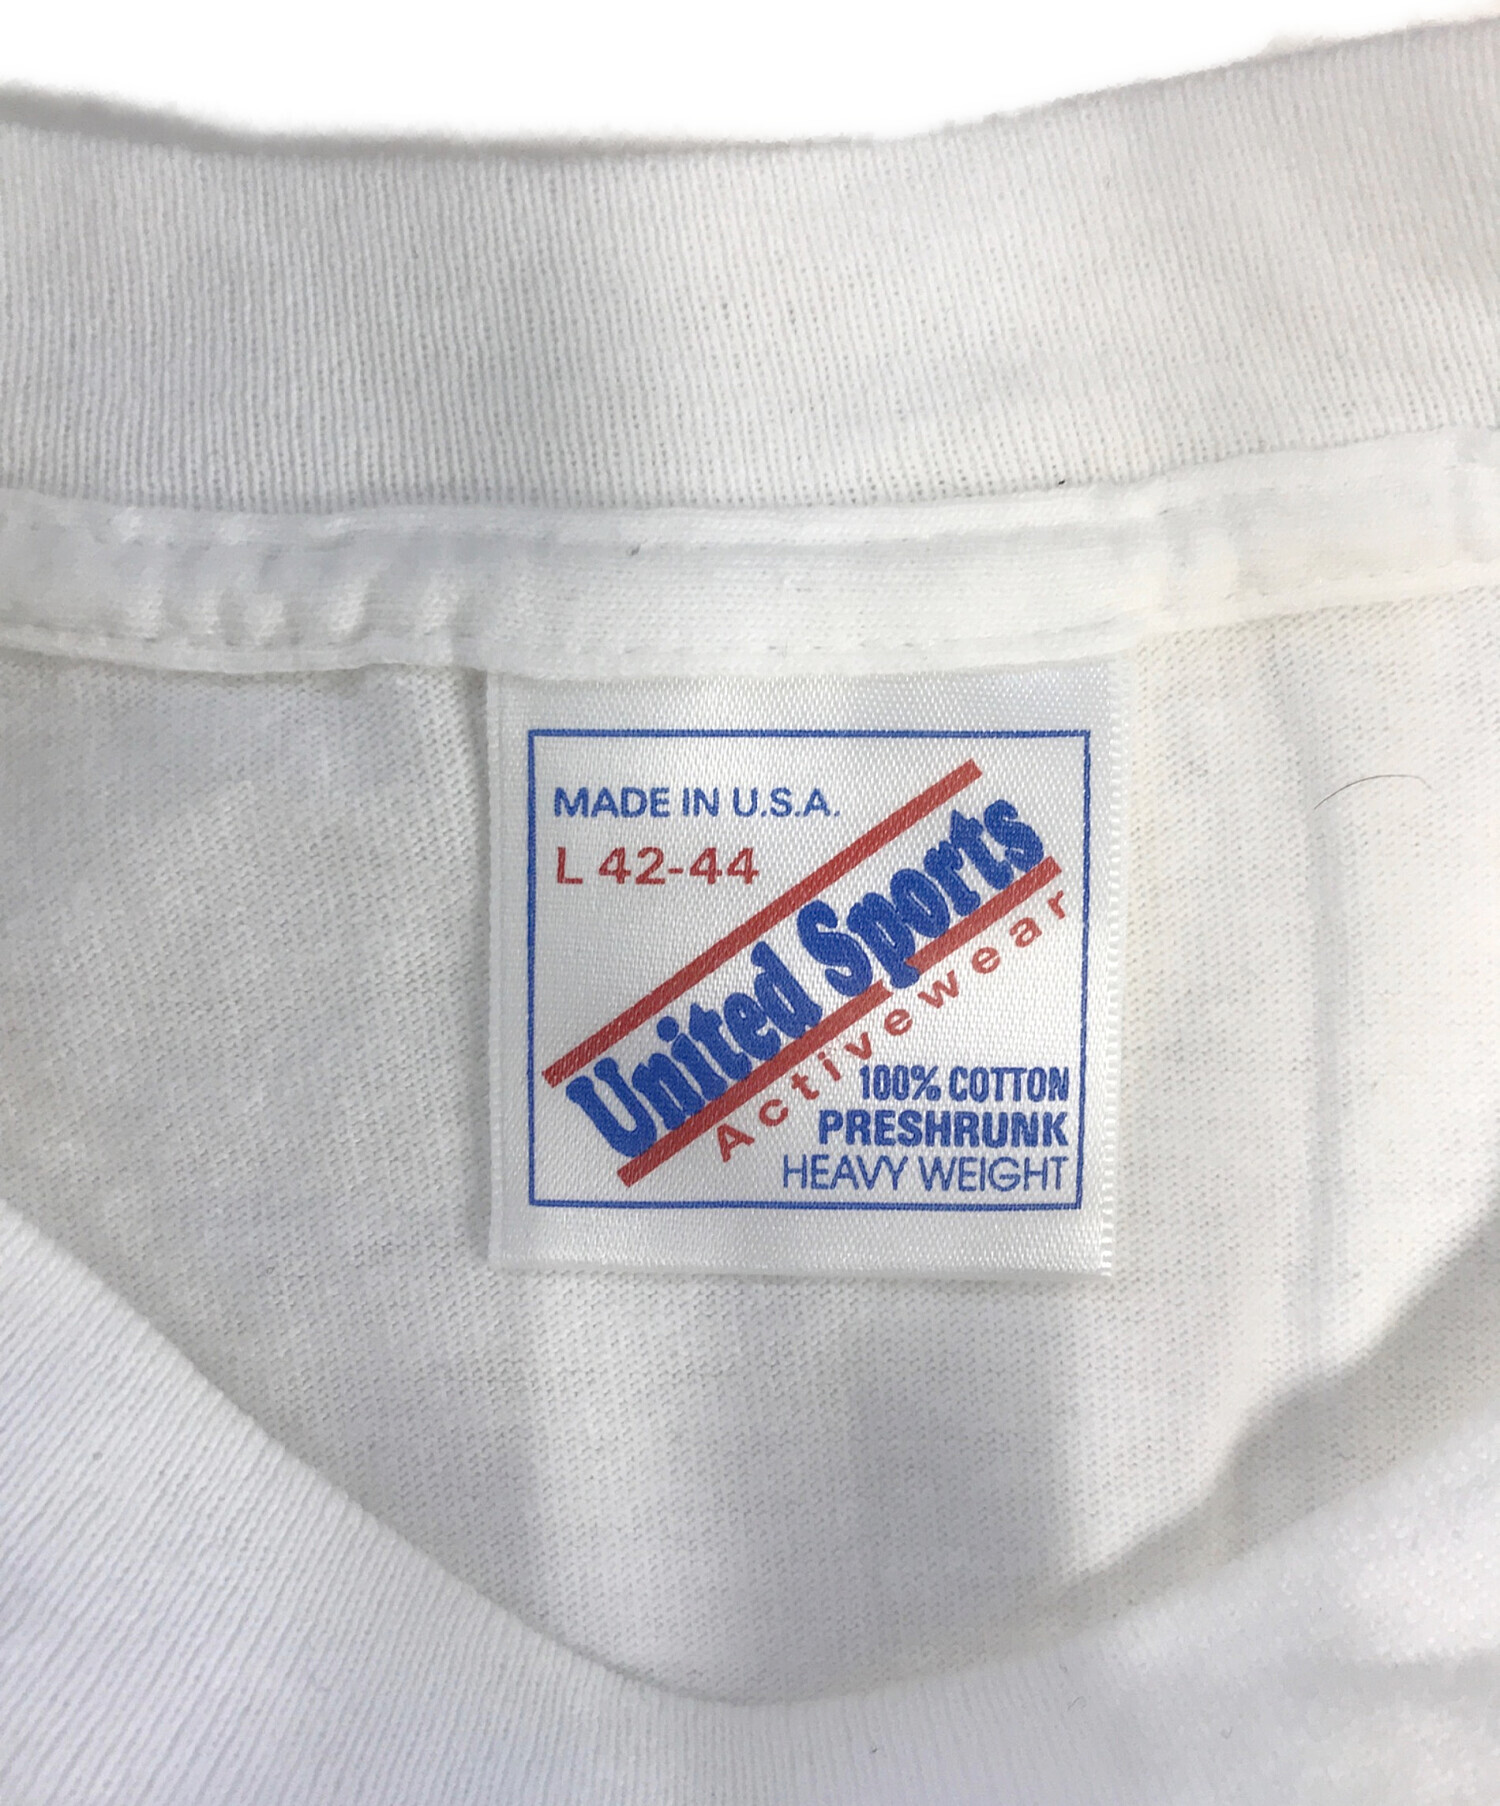 MADE IN U.S.A.
L 42-44
United Sports
Activewear
100% COTTON
PRESHRUNK
HEAVY WEIGHT